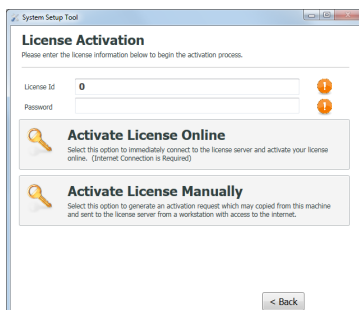 System Setup Tool
License Activation
Please enter the license information below to begin the activation process.
License Id 0
Password
Activate License Online
Select this option to immediately connect to the license server and activate your license
online. (Internet Connection is Required)
Activate License Manually
Select this option to generate an activation request which may copied from this machine
and sent to the license server from a workstation with access to the internet.
< Back